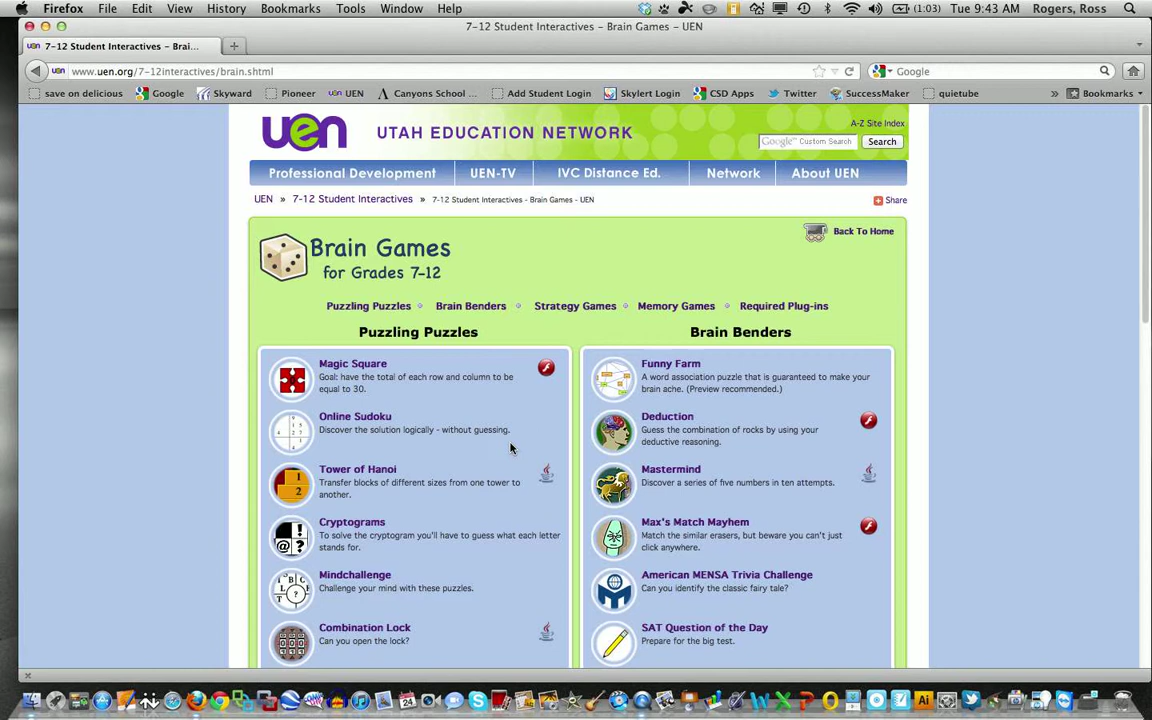 Firefox File Edit View History Bookmarks Tools Window Help (1:03) Tue 9:43 AM Rogers, Ross
7-12 Student Interactives - Brain Games - UEN
uen 7-12 Student Interactives - Brai... +
uen www.uen.org/7-12interactives/brain.shtml Google
save on delicious Google Skyward Pioneer uen UEN Canyons School ... Add Student Login Skylert Login CSD Apps Twitter SuccessMaker quietube » Bookmarks
A-Z Site Index
uen UTAH EDUCATION NETWORK
Google™ Custom Search Search
Professional Development UEN-TV IVC Distance Ed. Network About UEN
UEN » 7-12 Student Interactives » 7-12 Student Interactives - Brain Games - UEN Share
Back To Home
Brain Games
for Grades 7-12
Puzzling Puzzles Brain Benders Strategy Games Memory Games Required Plug-ins
Puzzling Puzzles
Magic Square
Goal: have the total of each row and column to be
equal to 30.
Online Sudoku
Discover the solution logically - without guessing.
Tower of Hanoi
Transfer blocks of different sizes from one tower to
another.
Cryptograms
To solve the cryptogram you'll have to guess what each letter
stands for.
Mindchallenge
Challenge your mind with these puzzles.
Combination Lock
Can you open the lock?
Brain Benders
Funny Farm
A word association puzzle that is guaranteed to make your
brain ache. (Preview recommended.)
Deduction
Guess the combination of rocks by using your
deductive reasoning.
Mastermind
Discover a series of five numbers in ten attempts.
Max's Match Mayhem
Match the similar erasers, but beware you can't just
click anywhere.
American MENSA Trivia Challenge
Can you identify the classic fairy tale?
SAT Question of the Day
Prepare for the big test.